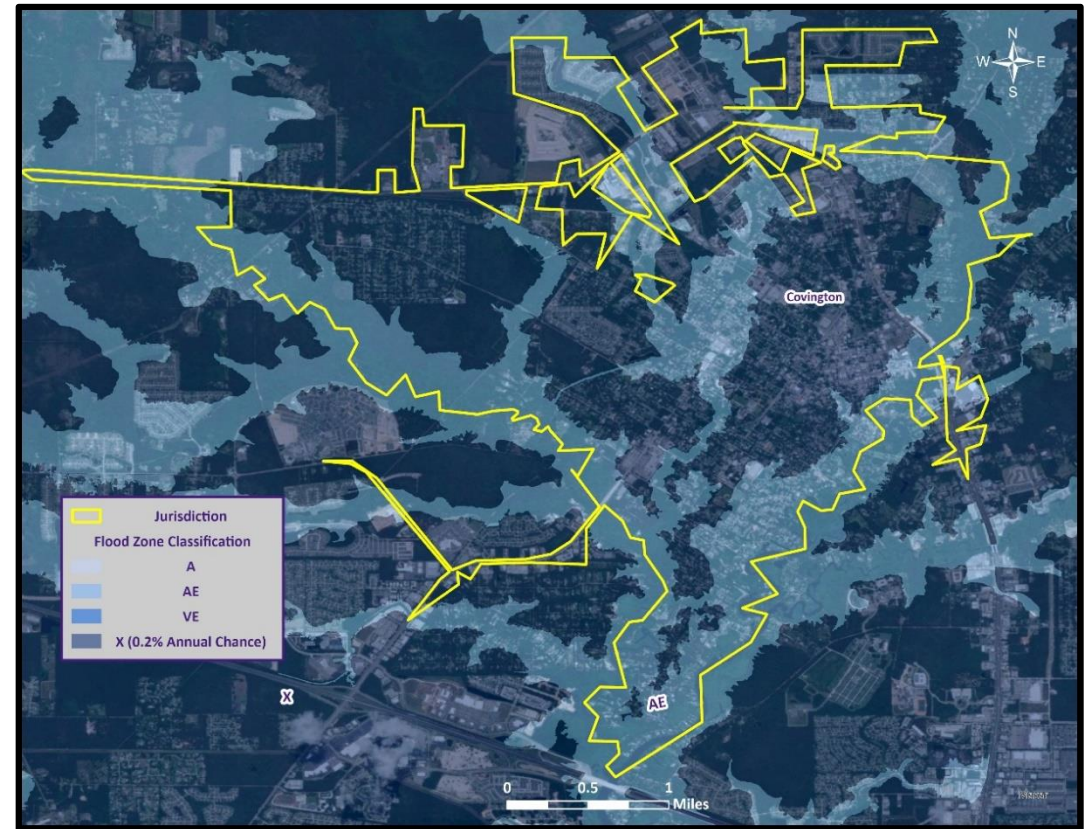 N
W E
S
Covington
Jurisdiction
Flood Zone Classification
A
AE
VE
X (0.2% Annual Chance)
X
AE
0 0.5 1
Miles